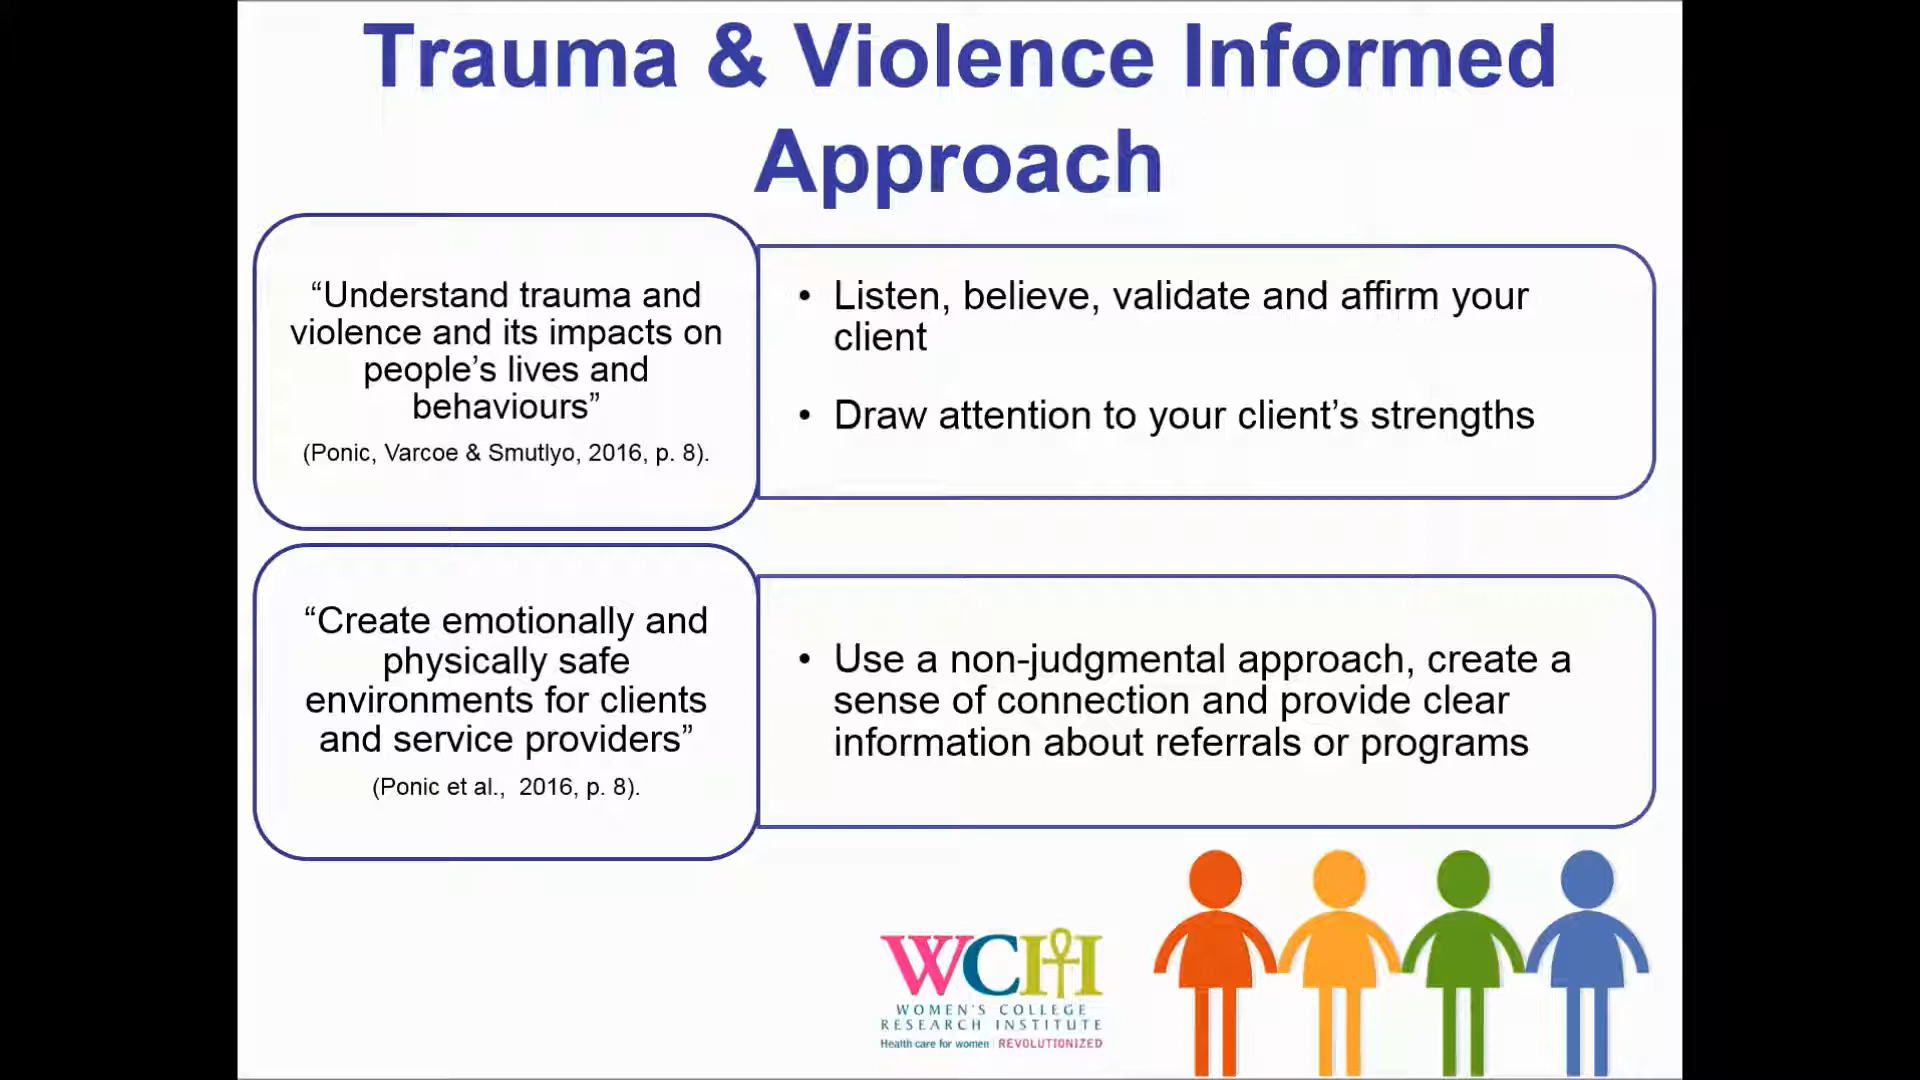 Trauma & Violence Informed
Approach
“Understand trauma and
violence and its impacts on
people’s lives and
behaviours”
(Ponic, Varcoe & Smutlyo, 2016, p. 8).
• Listen, believe, validate and affirm your
client
• Draw attention to your client’s strengths
“Create emotionally and
physically safe
environments for clients
and service providers”
(Ponic et al.,  2016, p. 8).
• Use a non-judgmental approach, create a
sense of connection and provide clear
information about referrals or programs
WCH
WOMEN'S COLLEGE
RESEARCH INSTITUTE
Health care for women | REVOLUTIONIZED